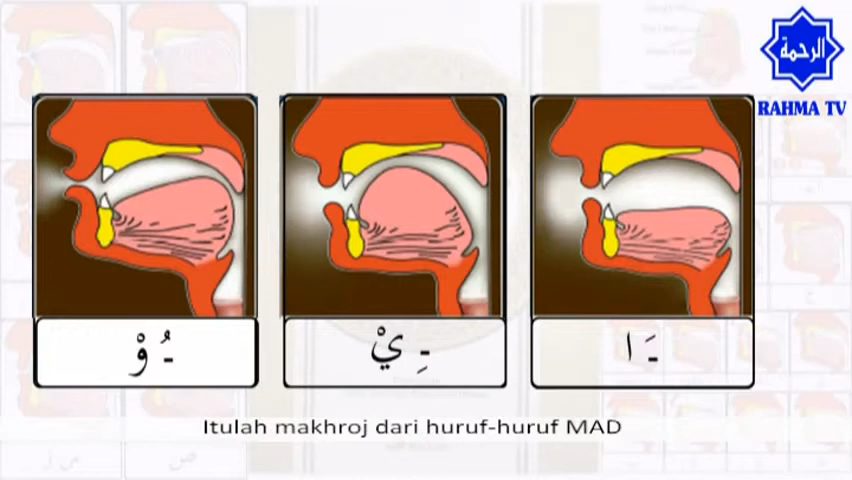 الرحمة
RAHMA TV
ـَ ا
ـِ يْ
ـُ وْ
Itulah makhroj dari huruf-huruf MAD